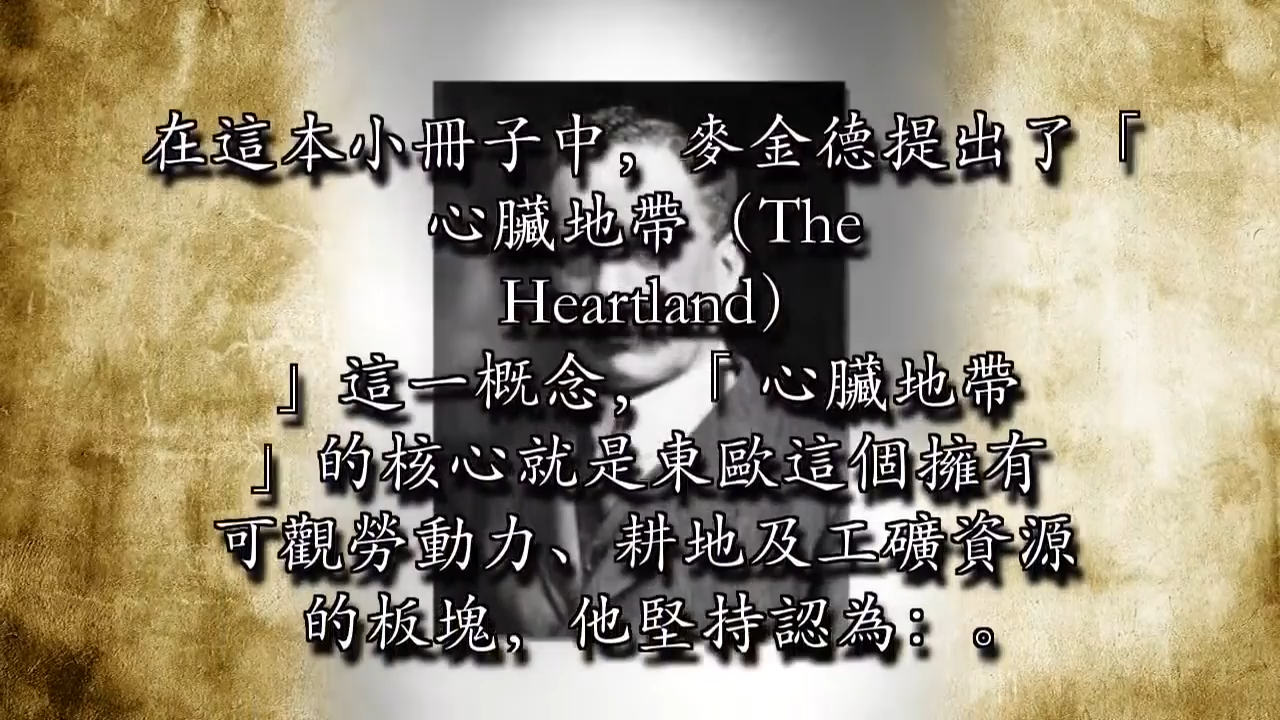 在這本小冊子中，麥金德提出了「
心臟地帶（The
Heartland）
」這一概念，「心臟地帶
」的核心就是東歐這個擁有
可觀勞動力、耕地及工礦資源
的板塊，他堅持認為：。